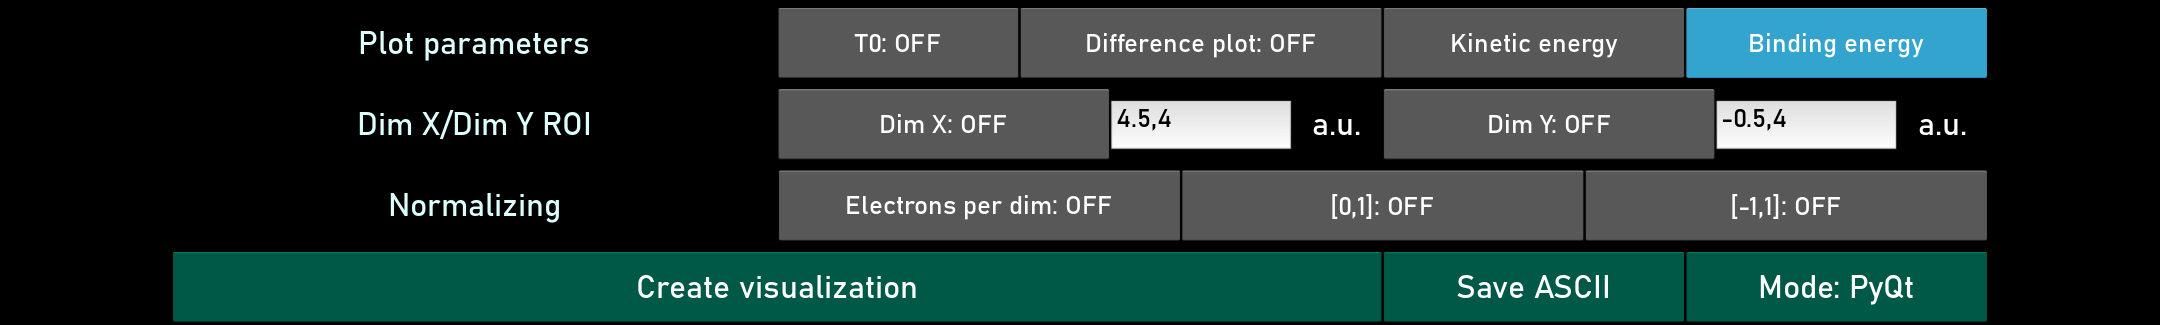 Plot parameters T0: OFF Difference plot: OFF Kinetic energy Binding energy
Dim X/Dim Y ROI Dim X: OFF 4.5,4 a.u. Dim Y: OFF -0.5,4 a.u.
Normalizing Electrons per dim: OFF [0,1]: OFF [-1,1]: OFF
Create visualization Save ASCII Mode: PyQt